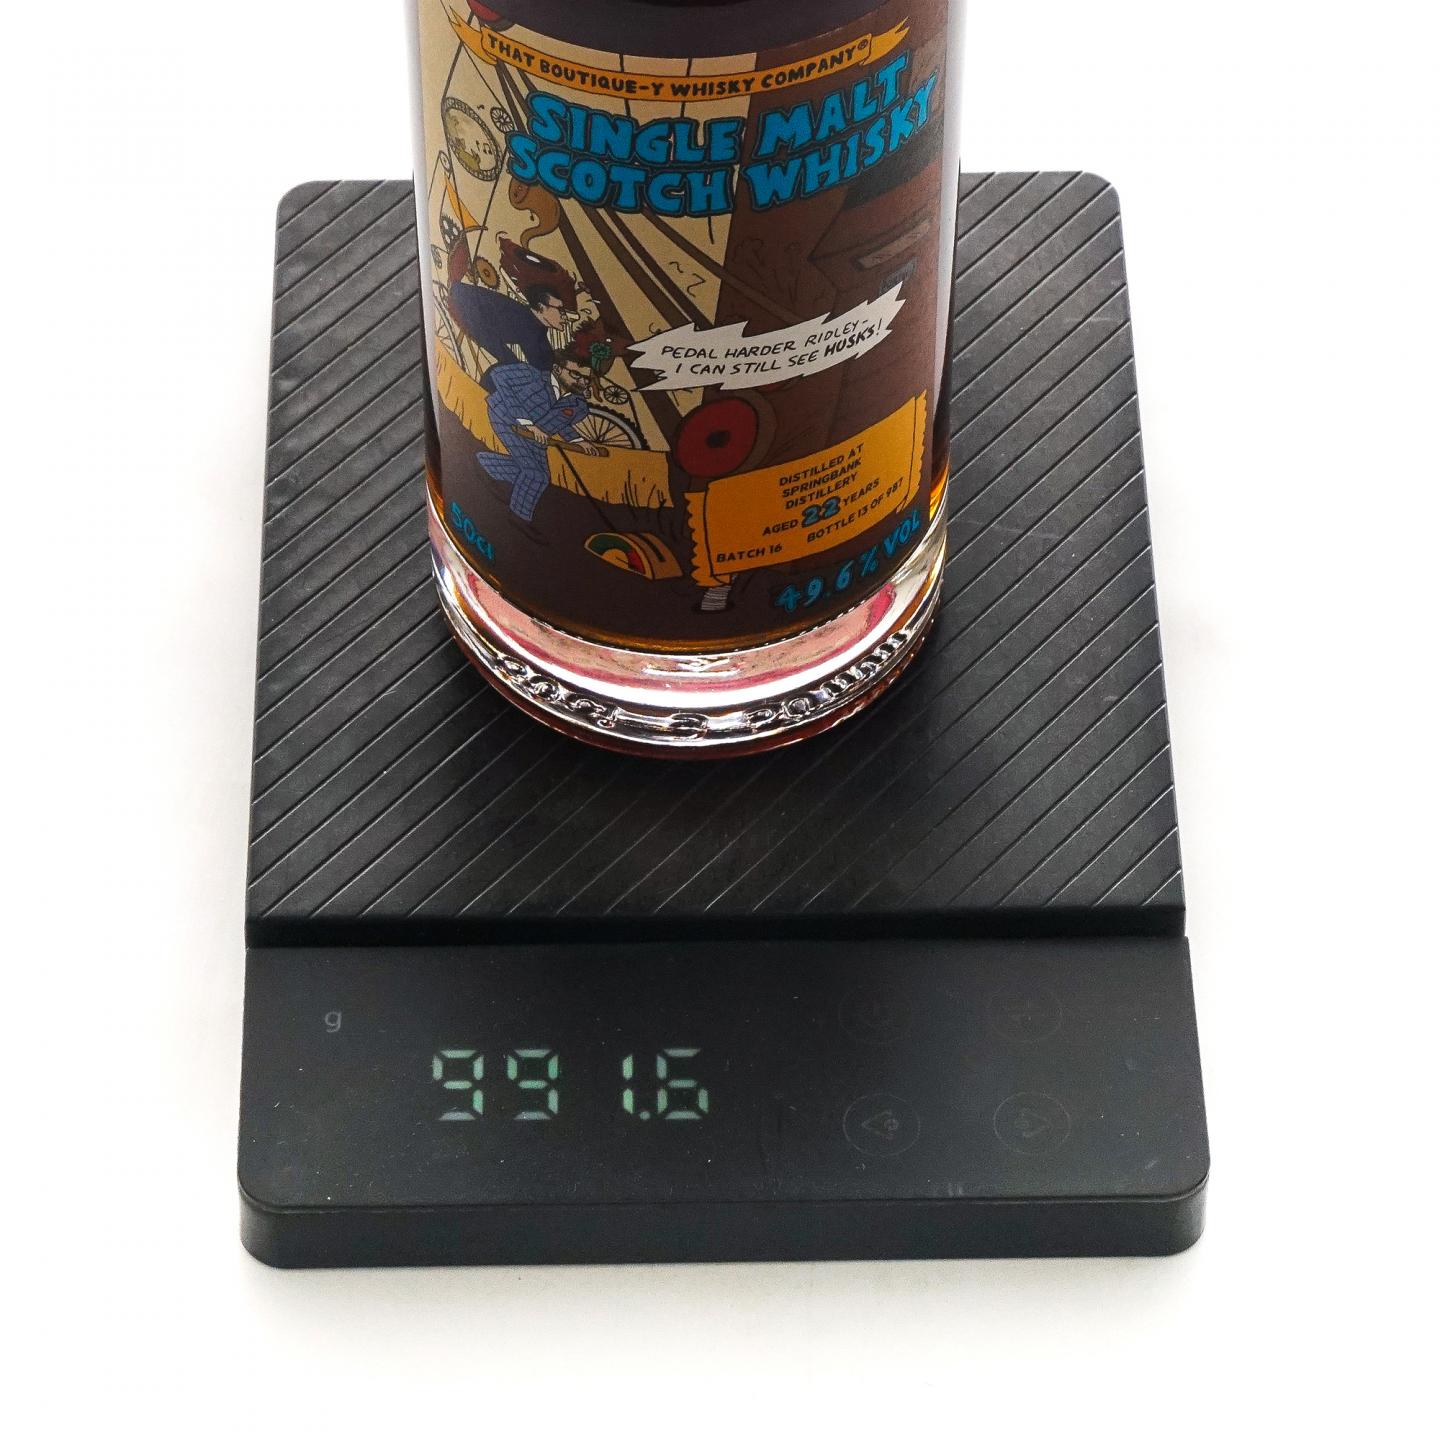 THAT BOUTIQUE-Y WHISKY COMPANY®
SINGLE MALT
SCOTCH WHISKY
PEDAL HARDER RIDLEY-
I CAN STILL SEE HUSKS!
DISTILLED AT
SPRINGBANK
DISTILLERY
AGED 22 YEARS
BATCH 16 BOTTLE 13 OF 987
50cl
49.6% VOL
g
991.6